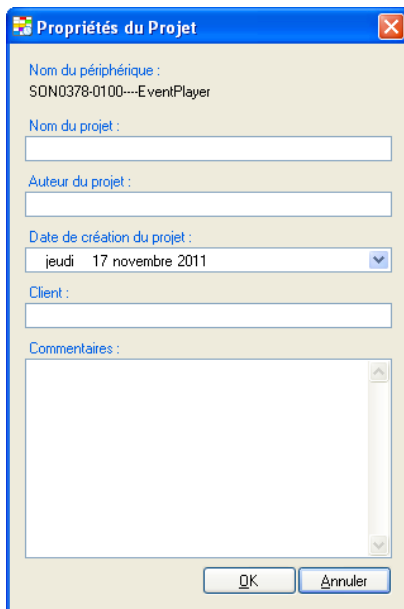 Propriétés du Projet
Nom du périphérique :
SON0378-0100----EventPlayer
Nom du projet :
Auteur du projet :
Date de création du projet :
jeudi 17 novembre 2011
Client :
Commentaires :
OK Annuler